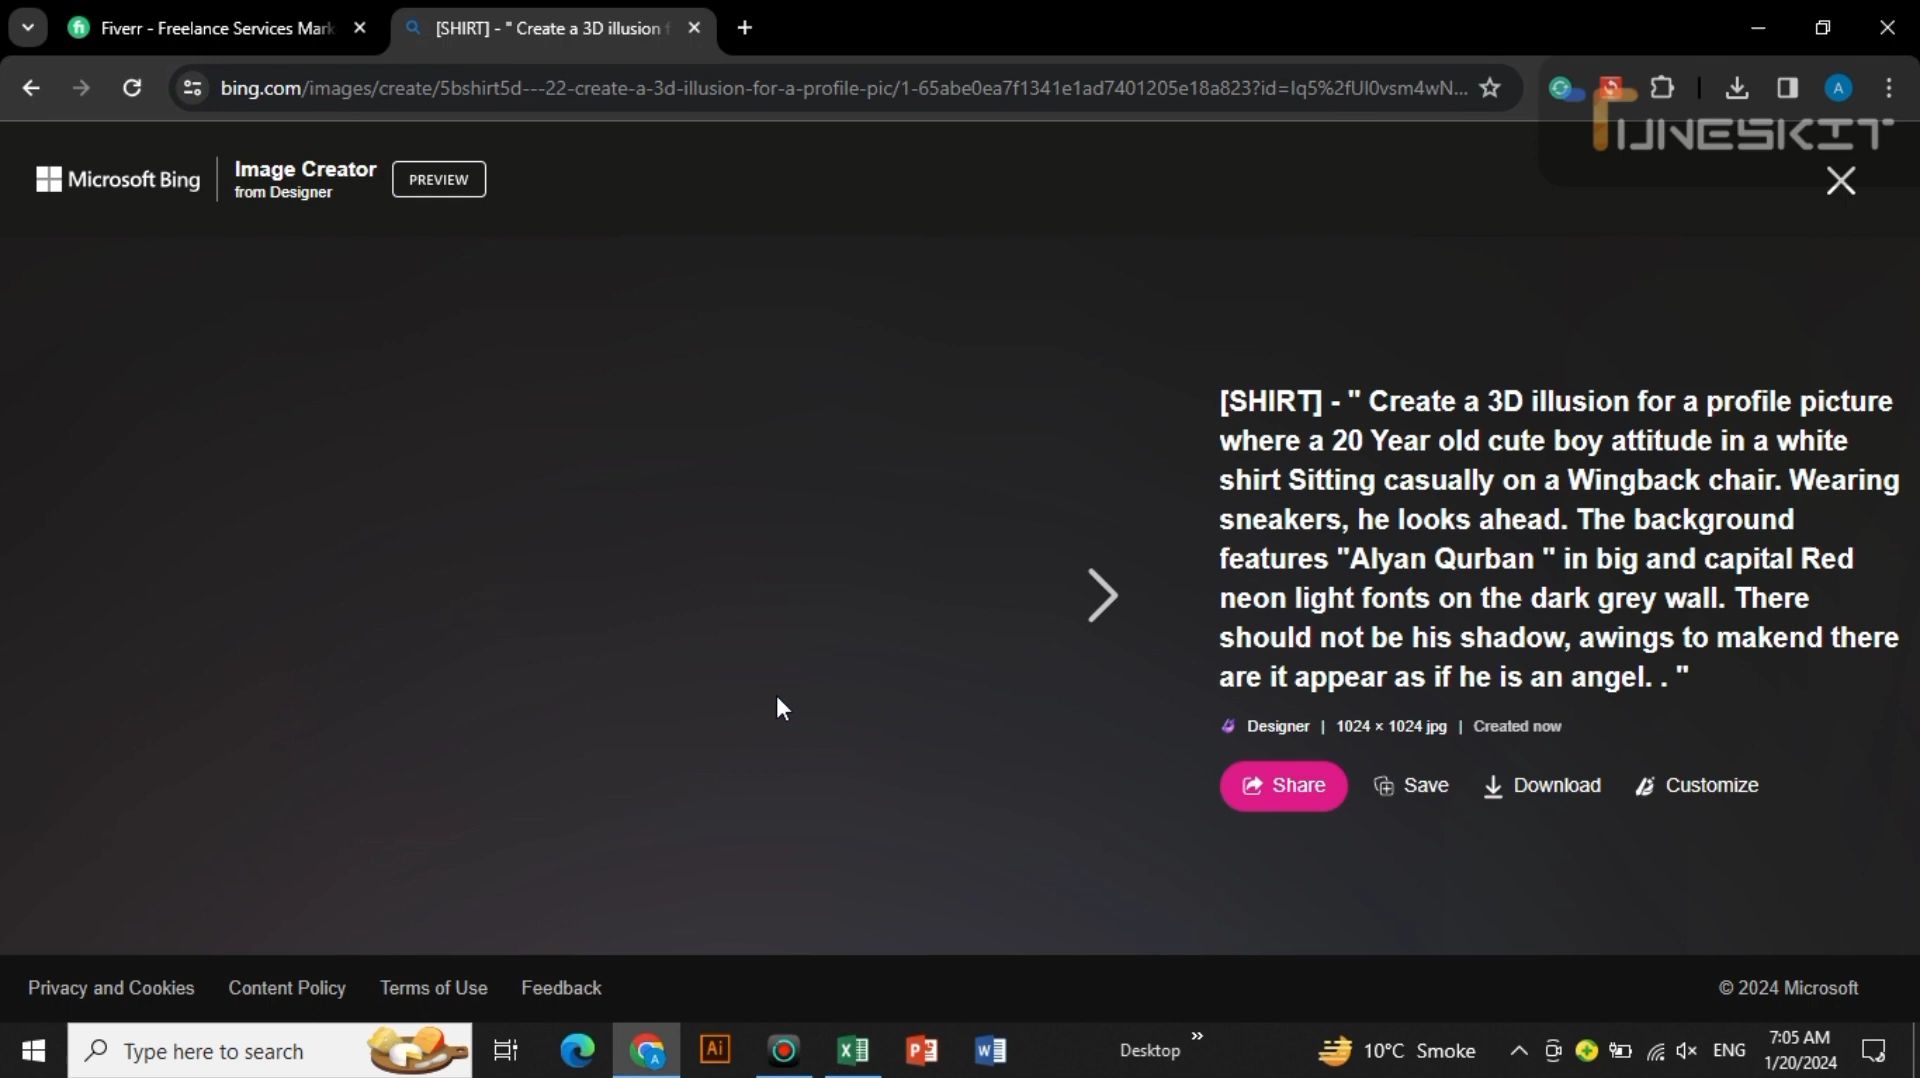 Fiverr - Freelance Services Mark
[SHIRT] - " Create a 3D illusion f
bing.com/images/create/5bshirt5d---22-create-a-3d-illusion-for-a-profile-pic/1-65abe0ea7f1341e1ad7401205e18a823?id=Iq5%2fUI0vsm4wN...
A
UNESKIT
Microsoft Bing
Image Creator
from Designer
PREVIEW
[SHIRT] - " Create a 3D illusion for a profile picture
where a 20 Year old cute boy attitude in a white
shirt Sitting casually on a Wingback chair. Wearing
sneakers, he looks ahead. The background
features "Alyan Qurban " in big and capital Red
neon light fonts on the dark grey wall. There
should not be his shadow, awings to makend there
are it appear as if he is an angel. . "
Designer | 1024 × 1024 jpg | Created now
Share
Save
Download
Customize
Privacy and Cookies
Content Policy
Terms of Use
Feedback
© 2024 Microsoft
Type here to search
Ai
Desktop
10°C Smoke
ENG
7:05 AM
1/20/2024